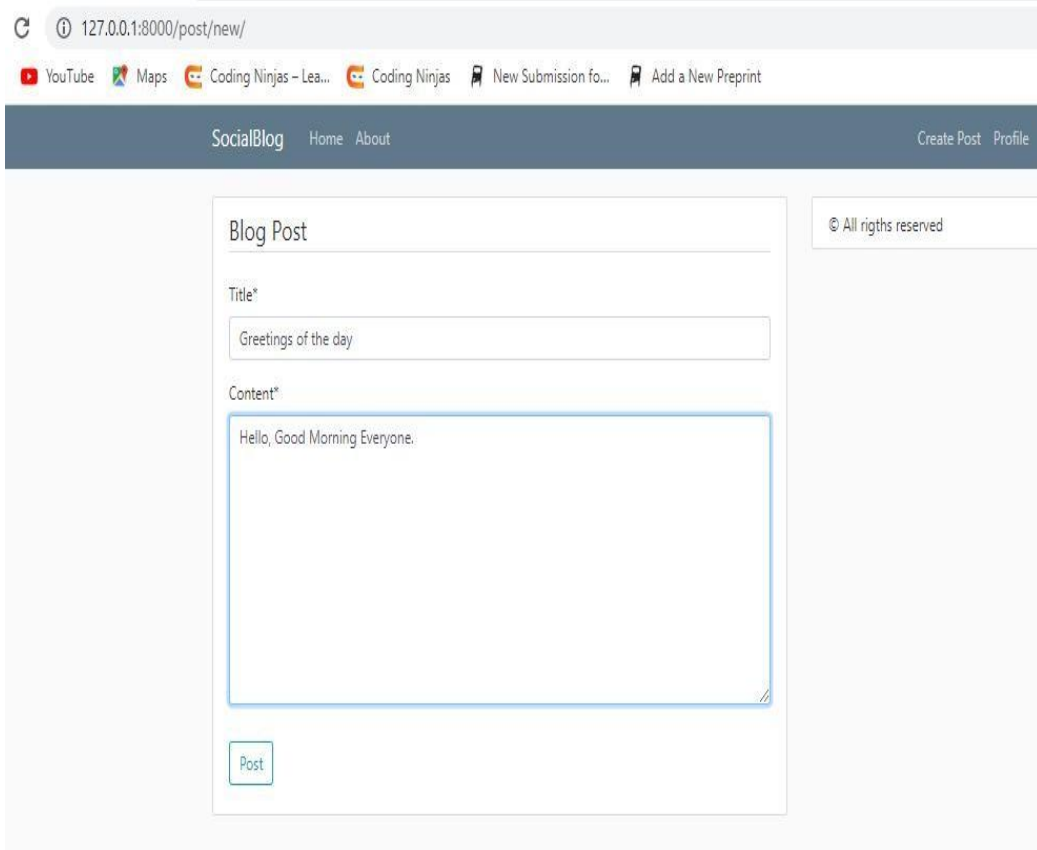 127.0.0.1:8000/post/new/
YouTube Maps Coding Ninjas – Lea... Coding Ninjas New Submission fo... Add a New Preprint
SocialBlog Home About Create Post Profile
Blog Post
© All rigths reserved
Title*
Greetings of the day
Content*
Hello, Good Morning Everyone.
Post